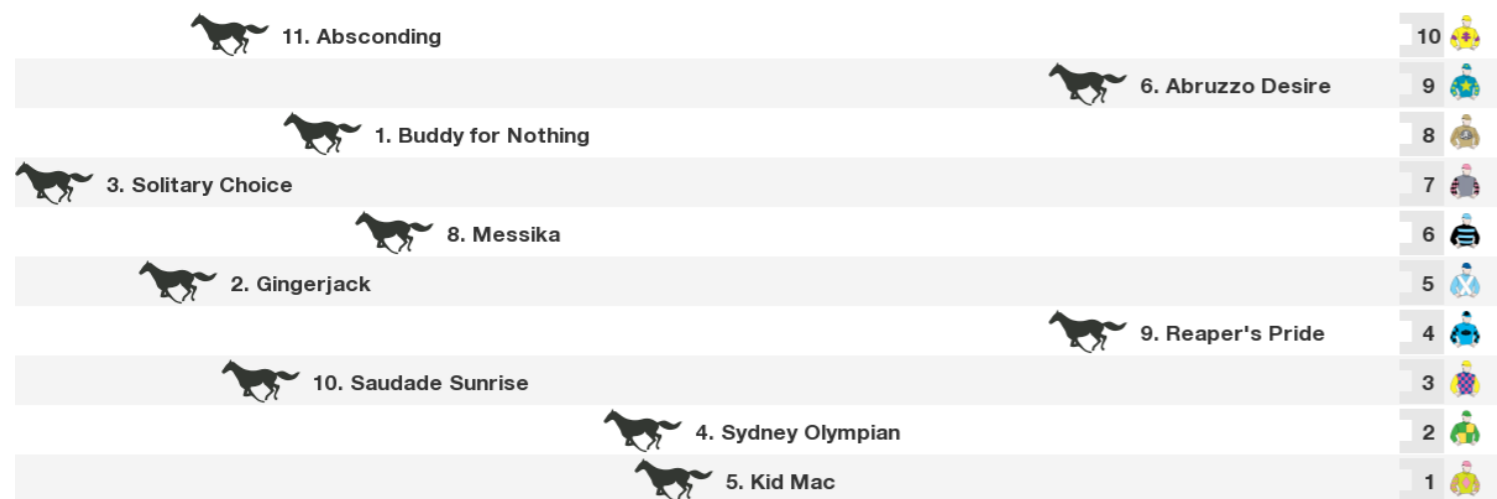 11. Absconding 10
6. Abruzzo Desire 9
1. Buddy for Nothing 8
3. Solitary Choice 7
8. Messika 6
2. Gingerjack 5
9. Reaper's Pride 4
10. Saudade Sunrise 3
4. Sydney Olympian 2
5. Kid Mac 1